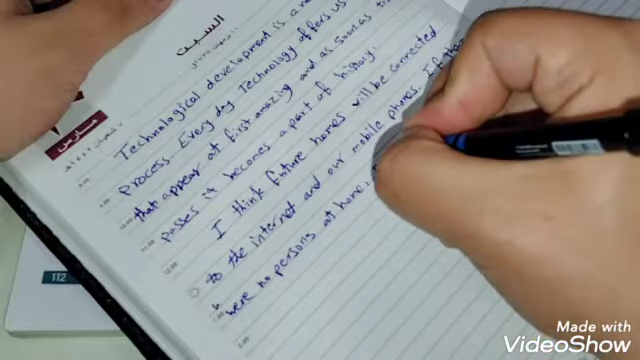 السبت
مارس
Technological development is a
process. Every day Technology offers us
that appear at first amazing and as soon as
passes it becomes a part of history.
I think future homes will be connected
to the internet and our mobile phones. If
were no persons at home,
112
Made with
VideoShow